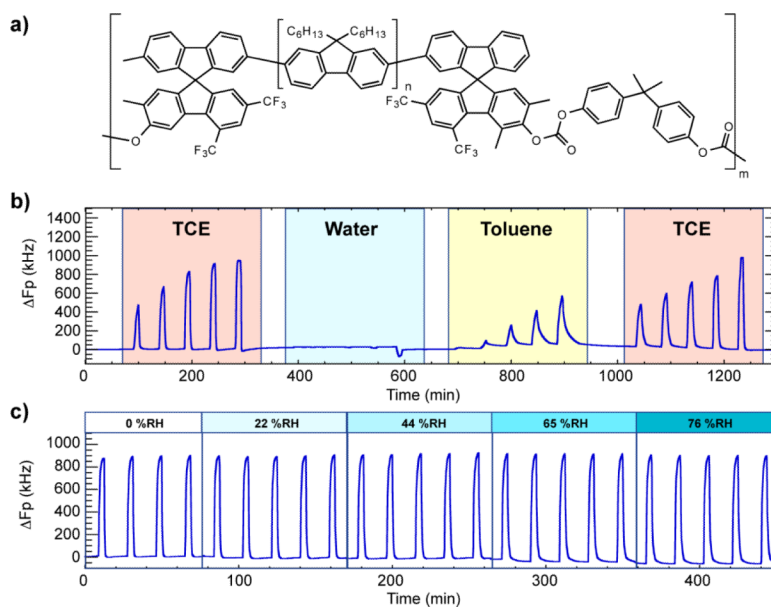 a)
C6H13 C6H13
n
CF3
F3C
O
F3C
CF3
O
O
O
O
O
m
b)
TCE Water Toluene TCE
ΔFp (kHz)
1400
1200
1000
800
600
400
200
0
0 200 400 600 800 1000 1200
Time (min)
c)
0 %RH 22 %RH 44 %RH 65 %RH 76 %RH
ΔFp (kHz)
1000
800
600
400
200
0
0 100 200 300 400
Time (min)